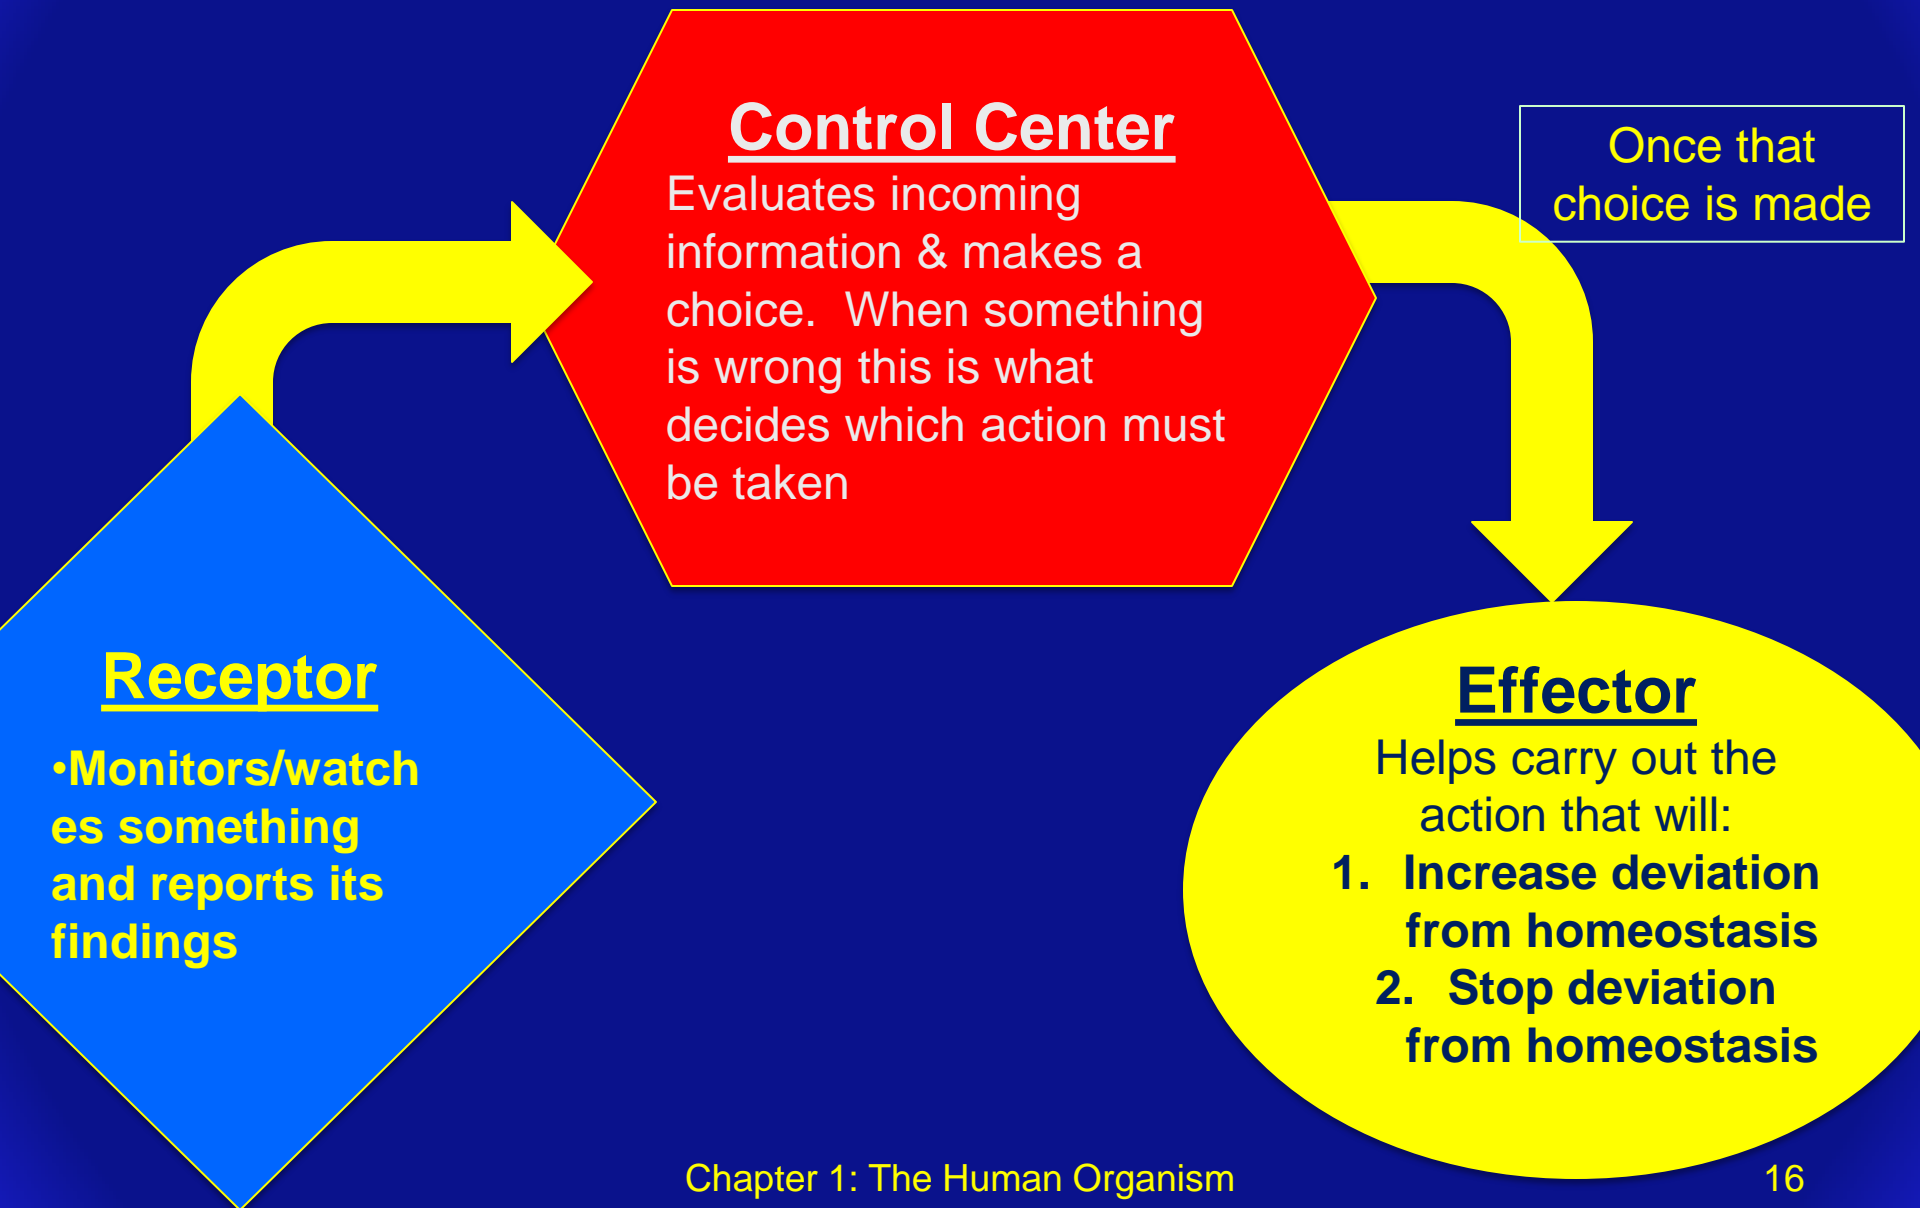 Control Center
Evaluates incoming
information & makes a
choice.  When something
is wrong this is what
decides which action must
be taken
Once that
choice is made
Receptor
•Monitors/watch
es something
and reports its
findings
Effector
Helps carry out the
action that will:
1. Increase deviation
from homeostasis
2. Stop deviation
from homeostasis
Chapter 1: The Human Organism
16